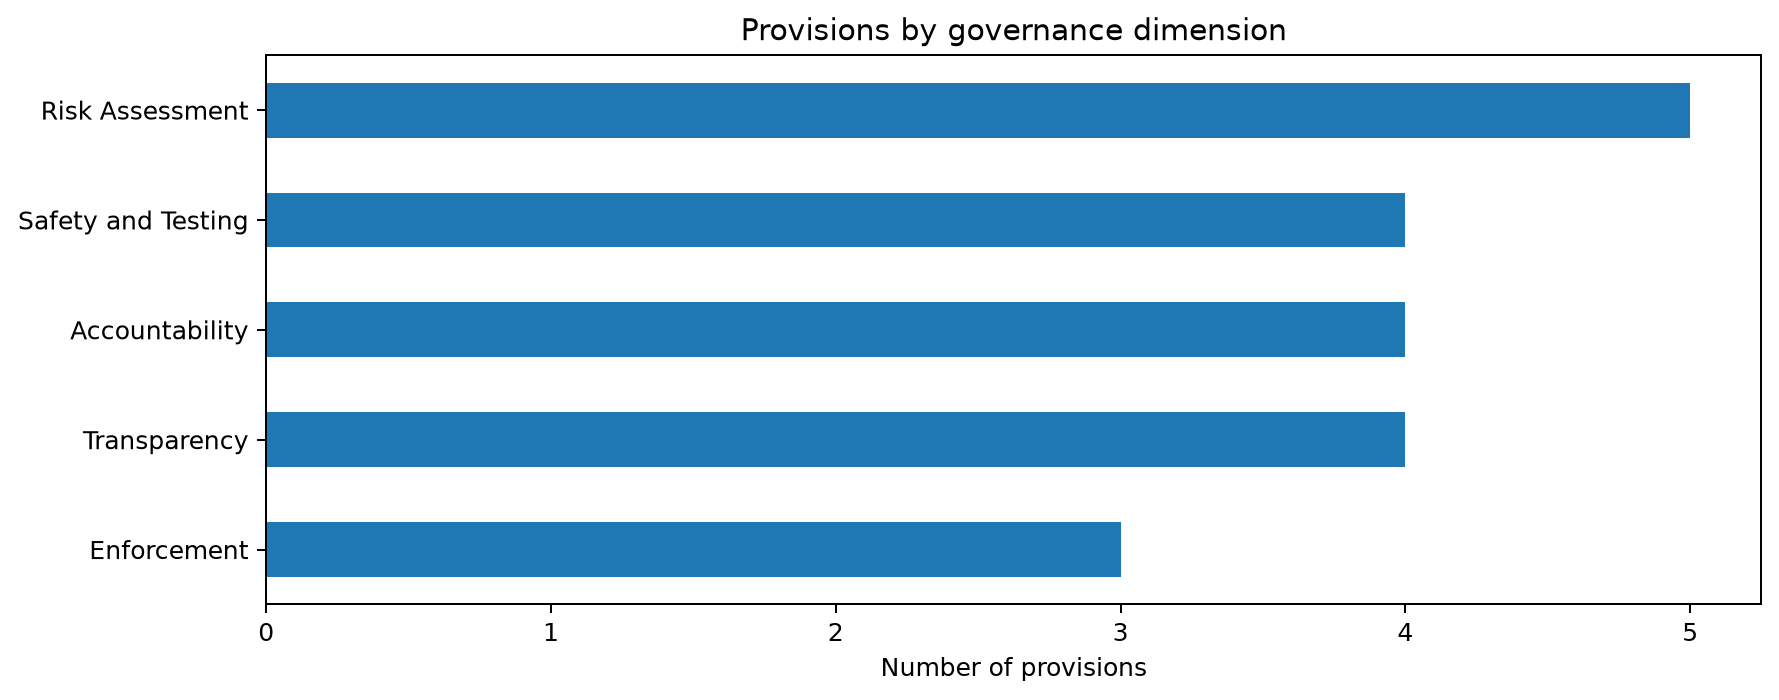 Provisions by governance dimension
Risk Assessment
Safety and Testing
Accountability
Transparency
Enforcement
0 1 2 3 4 5
Number of provisions